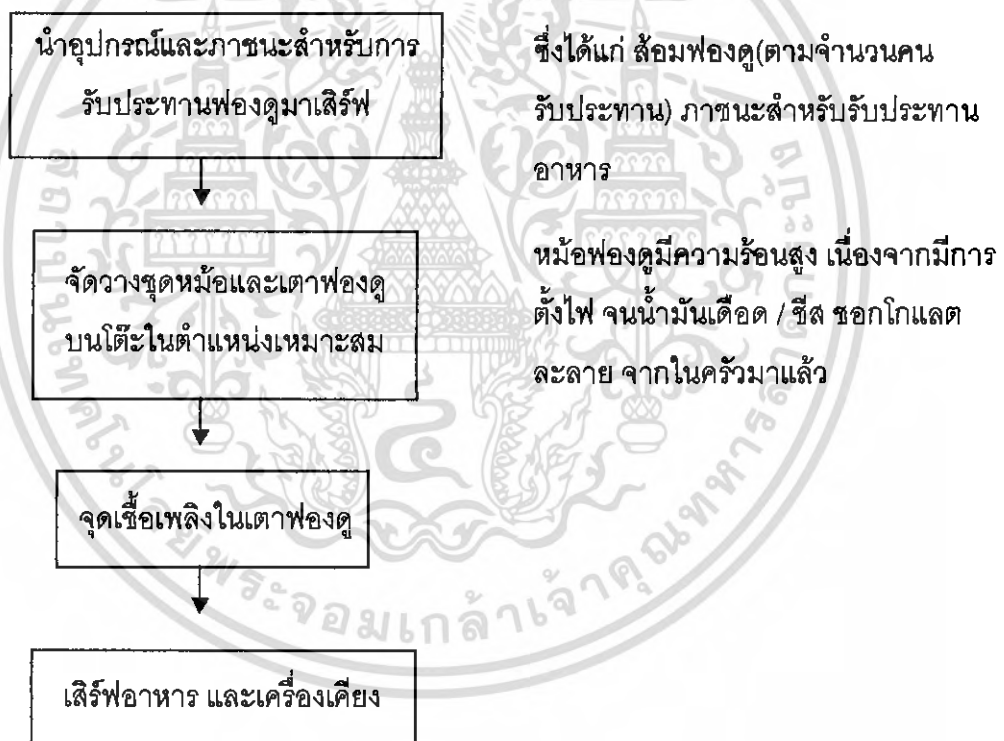 นำอุปกรณ์และภาชนะสำหรับการ
รับประทานฟองดูมาเสิร์ฟ
ซึ่งได้แก่ ส้อมฟองดู(ตามจำนวนคน
รับประทาน) ภาชนะสำหรับรับประทาน
อาหาร
จัดวางชุดหม้อและเตาฟองดู
บนโต๊ะในตำแหน่งเหมาะสม
หม้อฟองดูมีความร้อนสูง เนื่องจากมีการ
ตั้งไฟ จนน้ำมันเดือด / ชีส ชอกโกแลต
ละลาย จากในครัวมาแล้ว
จุดเชื้อเพลิงในเตาฟองดู
เสิร์ฟอาหาร และเครื่องเคียง